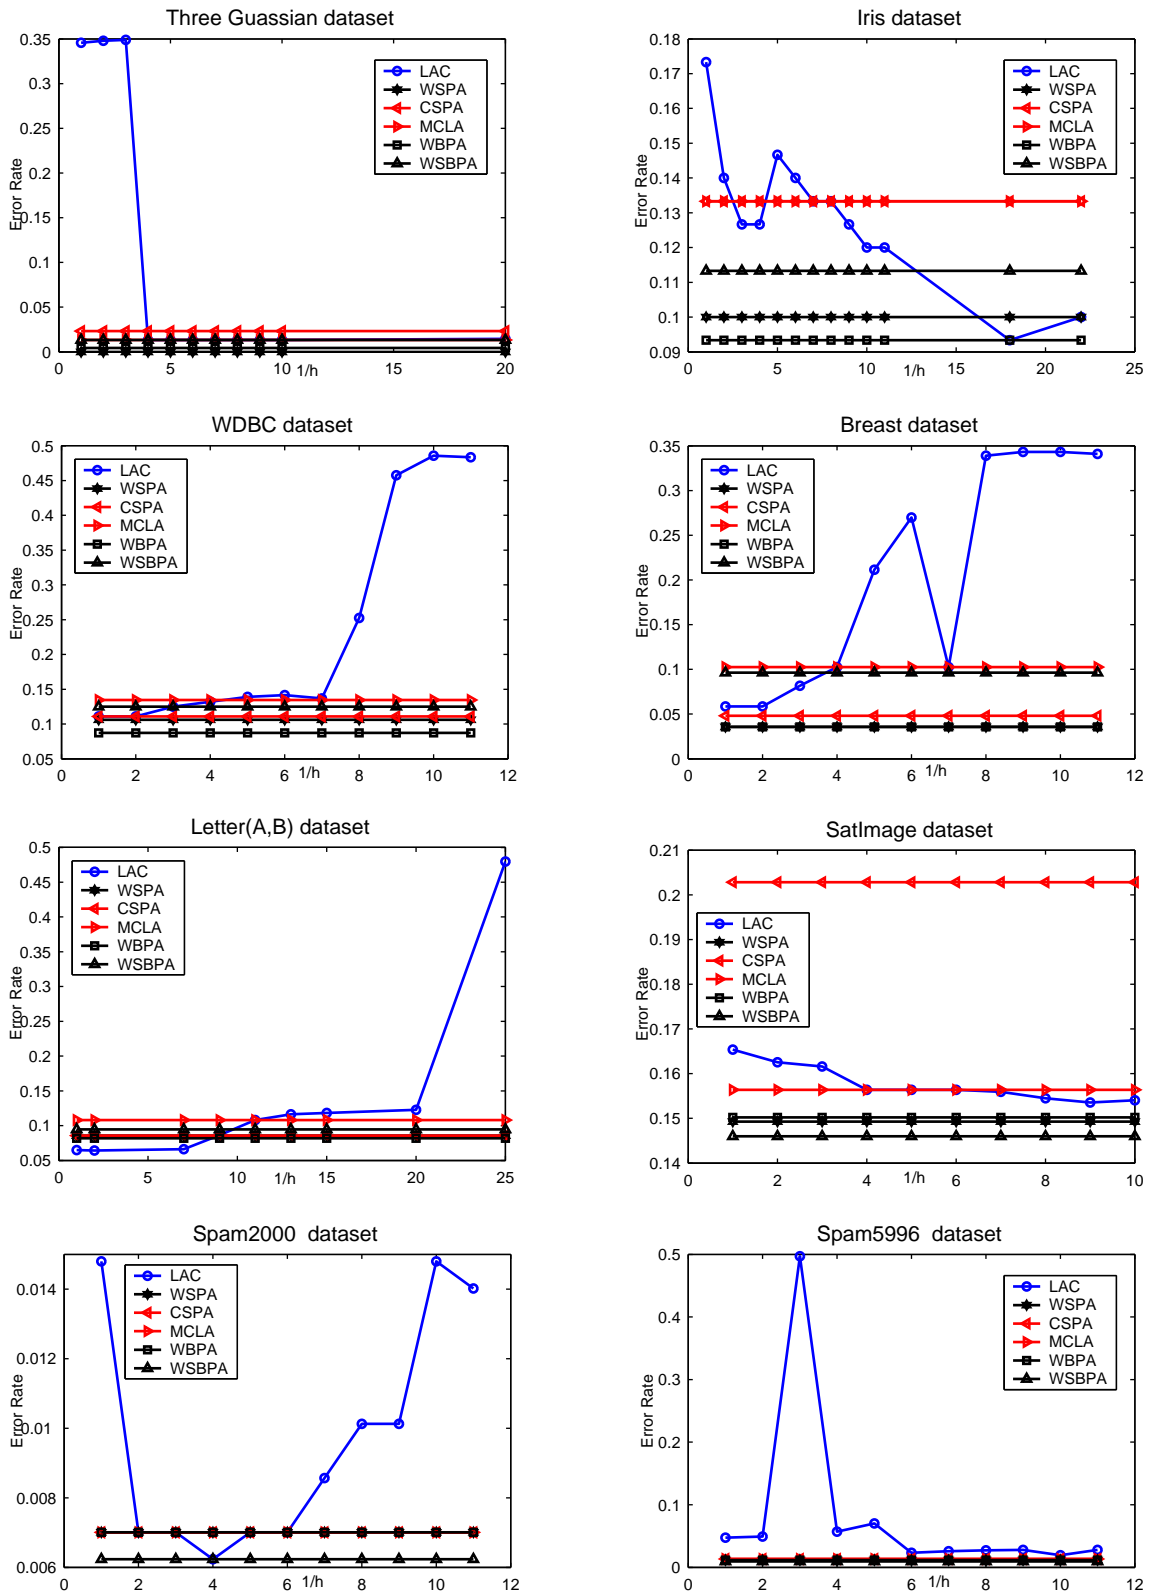 Three Guassian dataset
0.35
0.3
0.25
0.2
0.15
0.1
0.05
0
Error Rate
0 5 10 15 20
1/h
LAC
WSPA
CSPA
MCLA
WBPA
WSBPA
Iris dataset
0.18
0.17
0.16
0.15
0.14
0.13
0.12
0.11
0.1
0.09
Error Rate
0 5 10 15 20 25
1/h
LAC
WSPA
CSPA
MCLA
WBPA
WSBPA
WDBC dataset
0.5
0.45
0.4
0.35
0.3
0.25
0.2
0.15
0.1
0.05
Error Rate
0 2 4 6 8 10 12
1/h
LAC
WSPA
CSPA
MCLA
WBPA
WSBPA
Breast dataset
0.35
0.3
0.25
0.2
0.15
0.1
0.05
0
Error Rate
0 2 4 6 8 10 12
1/h
LAC
WSPA
CSPA
MCLA
WBPA
WSBPA
Letter(A,B) dataset
0.5
0.45
0.4
0.35
0.3
0.25
0.2
0.15
0.1
0.05
Error Rate
0 5 10 15 20 25
1/h
LAC
WSPA
CSPA
MCLA
WBPA
WSBPA
SatImage dataset
0.21
0.2
0.19
0.18
0.17
0.16
0.15
0.14
Error Rate
0 2 4 6 8 10
1/h
LAC
WSPA
CSPA
MCLA
WBPA
WSBPA
Spam2000 dataset
0.014
0.012
0.01
0.008
0.006
Error Rate
0 2 4 6 8 10 12
1/h
LAC
WSPA
CSPA
MCLA
WBPA
WSBPA
Spam5996 dataset
0.5
0.4
0.3
0.2
0.1
0
Error Rate
0 2 4 6 8 10 12
1/h
LAC
WSPA
CSPA
MCLA
WBPA
WSBPA